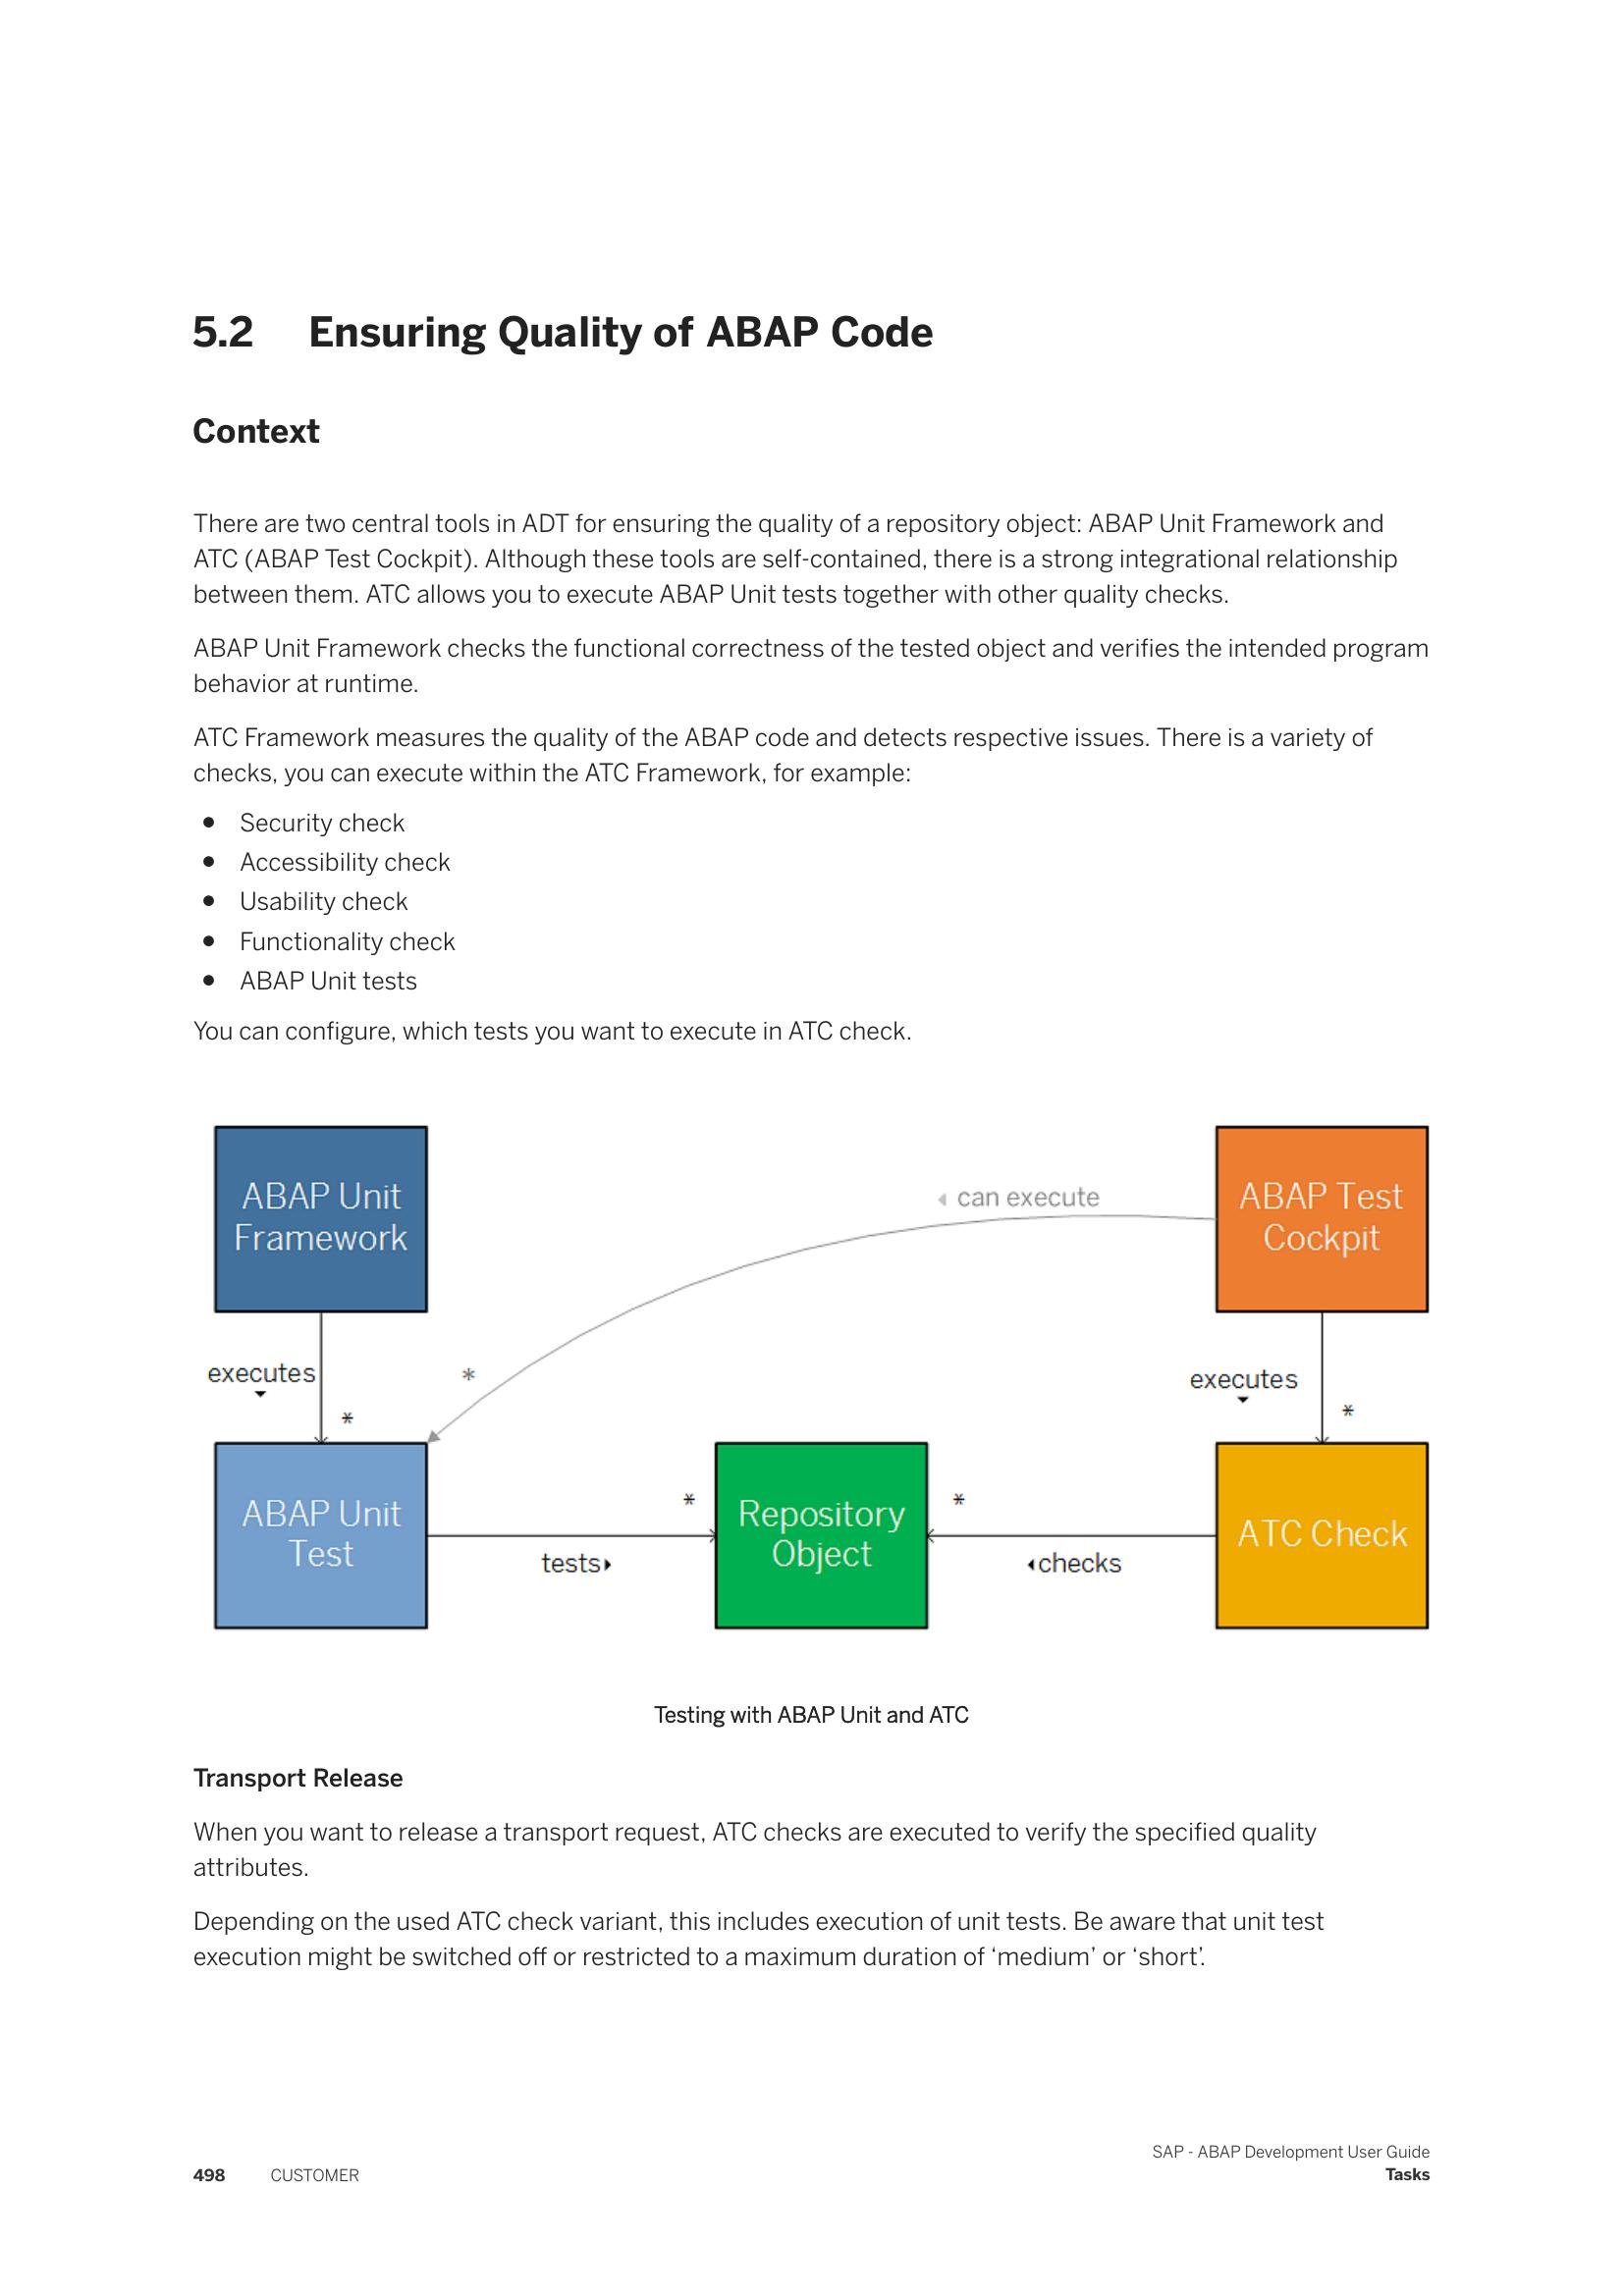 5.2 Ensuring Quality of ABAP Code
Context
There are two central tools in ADT for ensuring the quality of a repository object: ABAP Unit Framework and
ATC (ABAP Test Cockpit). Although these tools are self-contained, there is a strong integrational relationship
between them. ATC allows you to execute ABAP Unit tests together with other quality checks.
ABAP Unit Framework checks the functional correctness of the tested object and verifies the intended program
behavior at runtime.
ATC Framework measures the quality of the ABAP code and detects respective issues. There is a variety of
checks, you can execute within the ATC Framework, for example:
• Security check
• Accessibility check
• Usability check
• Functionality check
• ABAP Unit tests
You can configure, which tests you want to execute in ATC check.
ABAP Unit
Framework
can execute
ABAP Test
Cockpit
executes
*
*
executes
*
ABAP Unit
Test
tests
*
Repository
Object
*
checks
ATC Check
Testing with ABAP Unit and ATC
Transport Release
When you want to release a transport request, ATC checks are executed to verify the specified quality
attributes.
Depending on the used ATC check variant, this includes execution of unit tests. Be aware that unit test
execution might be switched off or restricted to a maximum duration of ‘medium’ or ‘short’.
498 CUSTOMER
SAP - ABAP Development User Guide
Tasks